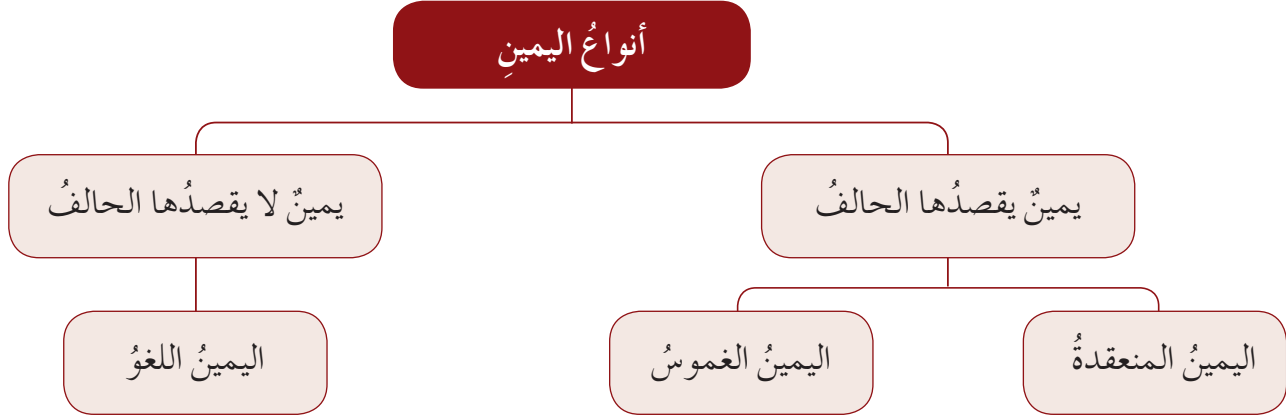 أنواعُ اليمينِ
يمينٌ يقصدُها الحالفُ
يمينٌ لا يقصدُها الحالفُ
اليمينُ المنعقدةُ
اليمينُ الغموسُ
اليمينُ اللغوُ